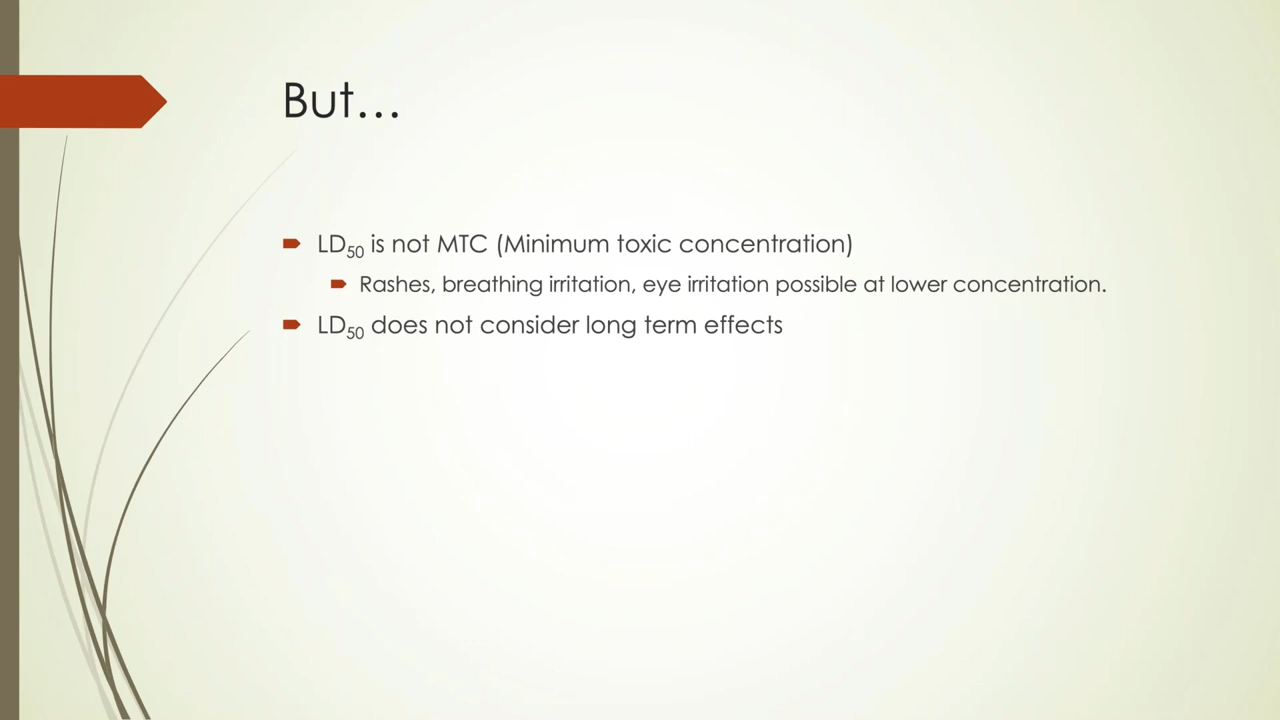 But…
LD50 is not MTC (Minimum toxic concentration)
Rashes, breathing irritation, eye irritation possible at lower concentration.
LD50 does not consider long term effects